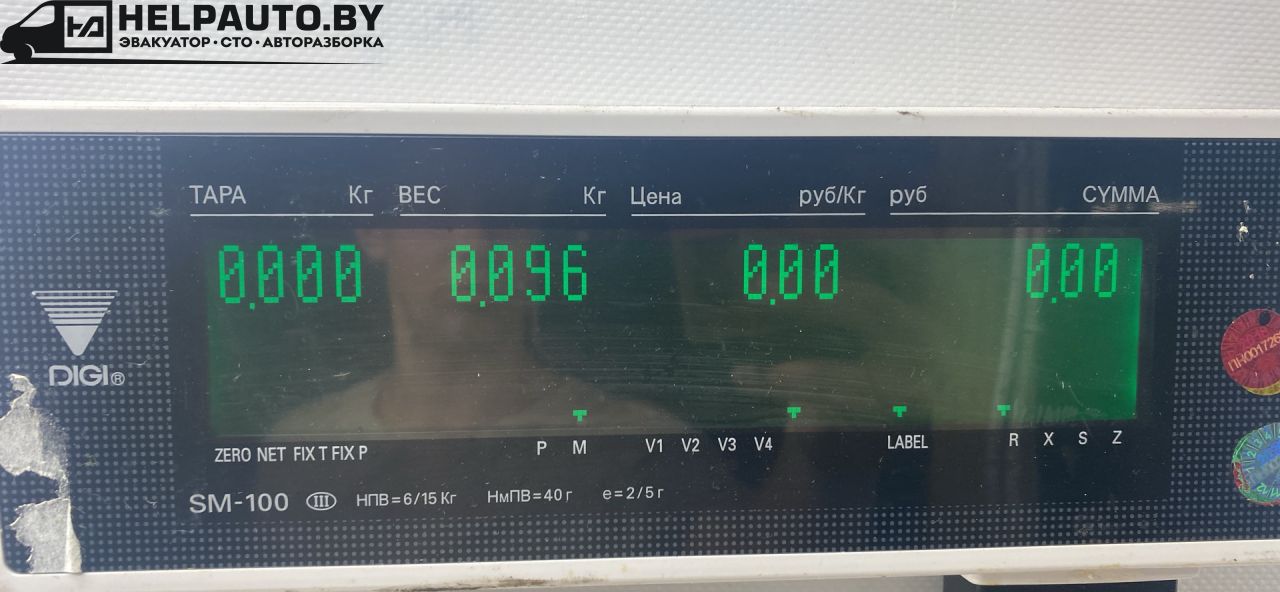 HELPAUTO.BY
ЭВАКУАТОР·СТО·АВТОРАЗБОРКА
ТАРА Кг ВЕС Кг Цена руб/Кг руб СУММА
0.000 0.096 0.00 0.00
DIGI®
ZERO NET FIX T FIX P P M V1 V2 V3 V4 LABEL R X S Z
SM-100 III НПВ=6/15 Кг НмПВ=40 г е=2/5 г